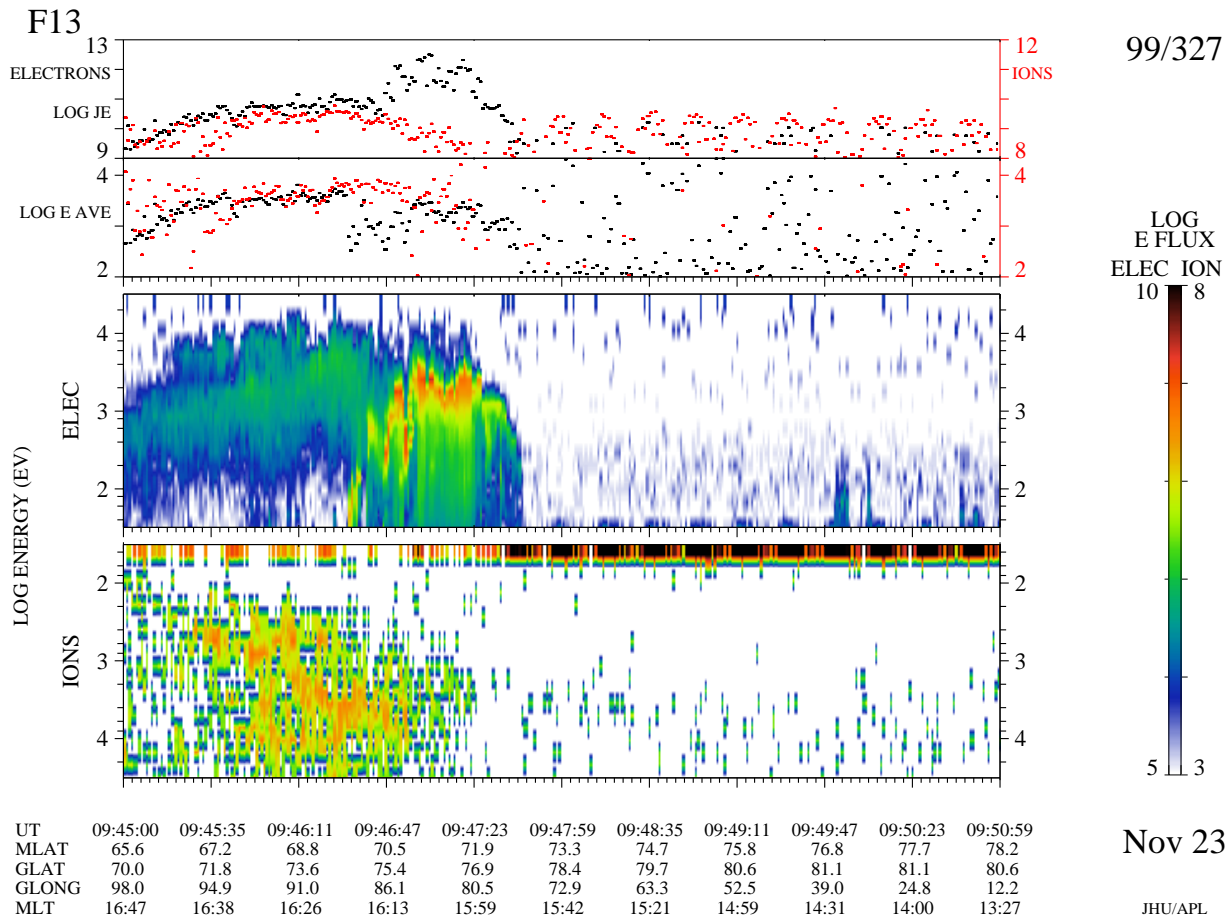 F13
99/327
13
12
ELECTRONS
IONS
LOG JE
9
8
4
4
LOG E AVE
2
2
LOG
E FLUX
ELEC ION
10 8
5 3
LOG ENERGY (EV)
ELEC
4
3
2
IONS
2 2
3 3
4 4
UT 09:45:00 09:45:35 09:46:11 09:46:47 09:47:23 09:47:59 09:48:35 09:49:11 09:49:47 09:50:23 09:50:59
MLAT 65.6 67.2 68.8 70.5 71.9 73.3 74.7 75.8 76.8 77.7 78.2
GLAT 70.0 71.8 73.6 75.4 76.9 78.4 79.7 80.6 81.1 81.1 80.6
GLONG 98.0 94.9 91.0 86.1 80.5 72.9 63.3 52.5 39.0 24.8 12.2
MLT 16:47 16:38 16:26 16:13 15:59 15:42 15:21 14:59 14:31 14:00 13:27
Nov 23
JHU/APL